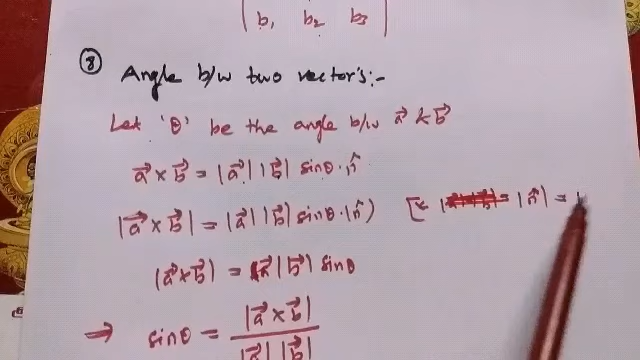 | b₁ b₂ b₃ |
⑧ Angle b/w two vector's:-
Let 'θ' be the angle b/w a⃗ & b⃗
a⃗ × b⃗ = |a⃗| |b⃗| sinθ · n̂
|a⃗ × b⃗| = |a⃗| |b⃗| sinθ · |n̂| [∵ |n̂| = 1
|a⃗ × b⃗| = |a⃗| |b⃗| sinθ
⇒ sinθ = |a⃗ × b⃗|
|a⃗| |b⃗|